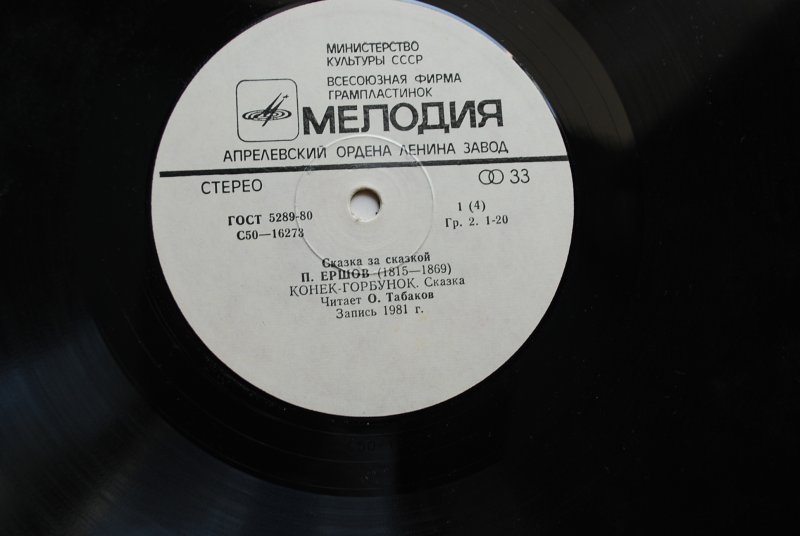 МИНИСТЕРСТВО
КУЛЬТУРЫ СССР
ВСЕСОЮЗНАЯ ФИРМА
ГРАМПЛАСТИНОК
МЕЛОДИЯ
АПРЕЛЕВСКИЙ ОРДЕНА ЛЕНИНА ЗАВОД
СТЕРЕО 33
ГОСТ 5289-80 1 (4)
С50—16273 Гр. 2. 1-20
Сказка за сказкой
П. ЕРШОВ (1815—1869)
КОНЕК-ГОРБУНОК. Сказка
Читает О. Табаков
Запись 1981 г.